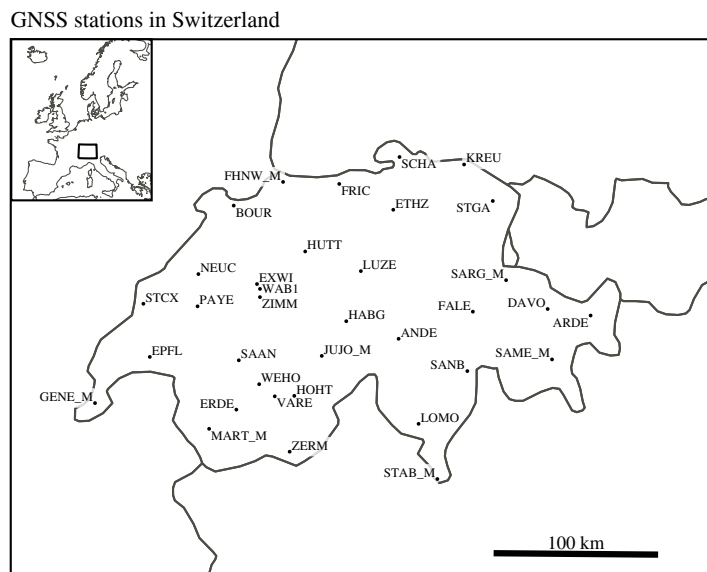 GNSS stations in Switzerland
SCHA
KREU
FHNW_M
FRIC
BOUR
ETHZ
STGA
HUTT
NEUC
LUZE
EXWI
SARG_M
WAB1
STCX
PAYE
ZIMM
FALE
DAVO
HABG
ARDE
ANDE
EPFL
SAAN
JUJO_M
SANB
SAME_M
WEHO
GENE_M
HOHT
ERDE
VARE
LOMO
MART_M
ZERM
STAB_M
100 km